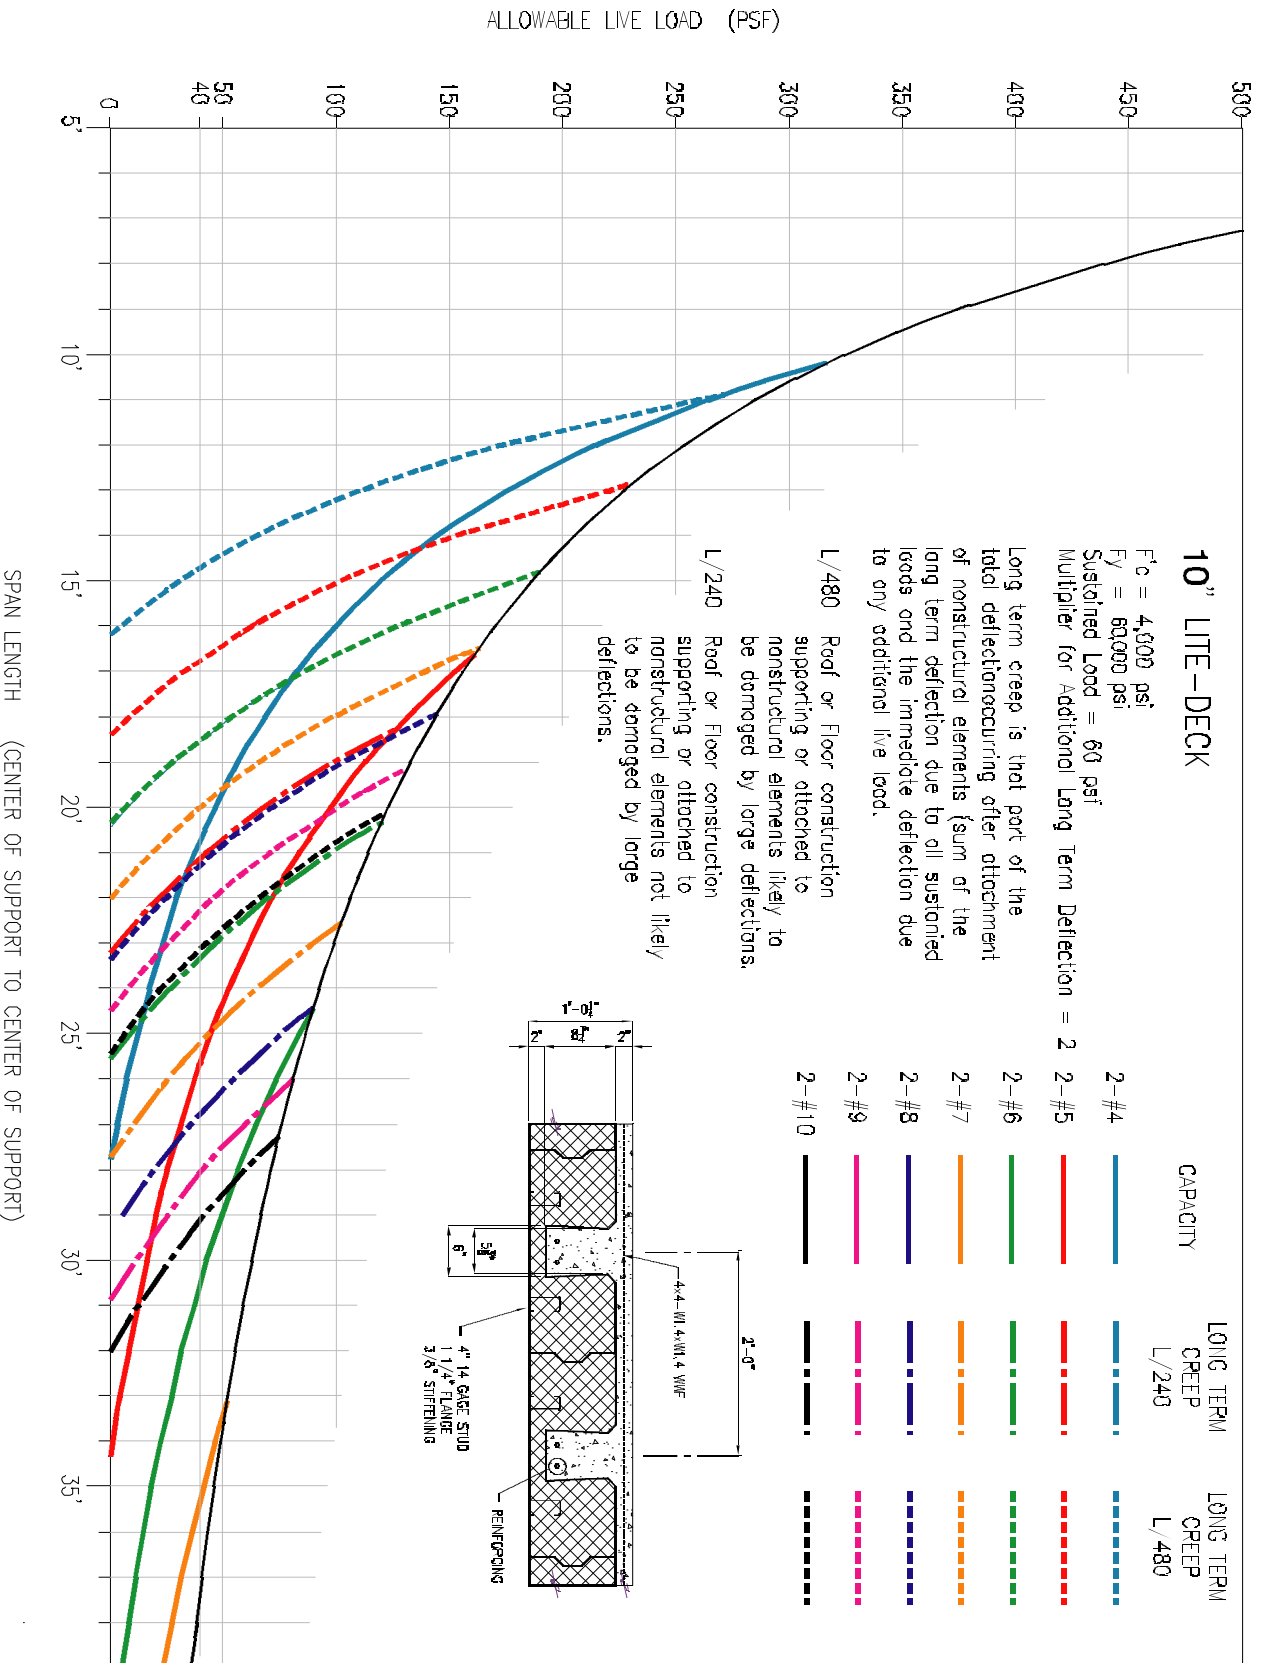 10" LITE-DECK
F'c = 4,000 psi
Fy = 60,000 psi
Sustained Load = 60 psf
Multiplier for Additional Long Term Deflection = 2
Long term creep is that part of the
total deflectionoccurring after attachment
of nonstructural elements (sum of the
long term deflection due to all sustanied
loads and the immediate deflection due
to any additional live load.
L/480 Roof or Floor construction
supporting or attached to
nonstructural elements likely to
be damaged by large deflections.
L/240 Roof or Floor construction
supporting or attached to
nonstructural elements not likely
to be damaged by large
deflections.
CAPACITY
LONG TERM
CREEP
L/240
LONG TERM
CREEP
L/480
2-#4
2-#5
2-#6
2-#7
2-#8
2-#9
2-#10
2'-0"
4x4-W1.4xW1.4 WWF
1'-0¼"
2"
8¼"
2"
6"
4" 14 GAGE STUD
1 1/4" FLANGE
3/8" STIFFENING
REINFORCING
ALLOWABLE LIVE LOAD (PSF)
500
450
400
350
300
250
200
150
100
50
40
0
5'
10'
15'
20'
25'
30'
35'
SPAN LENGTH (CENTER OF SUPPORT TO CENTER OF SUPPORT)